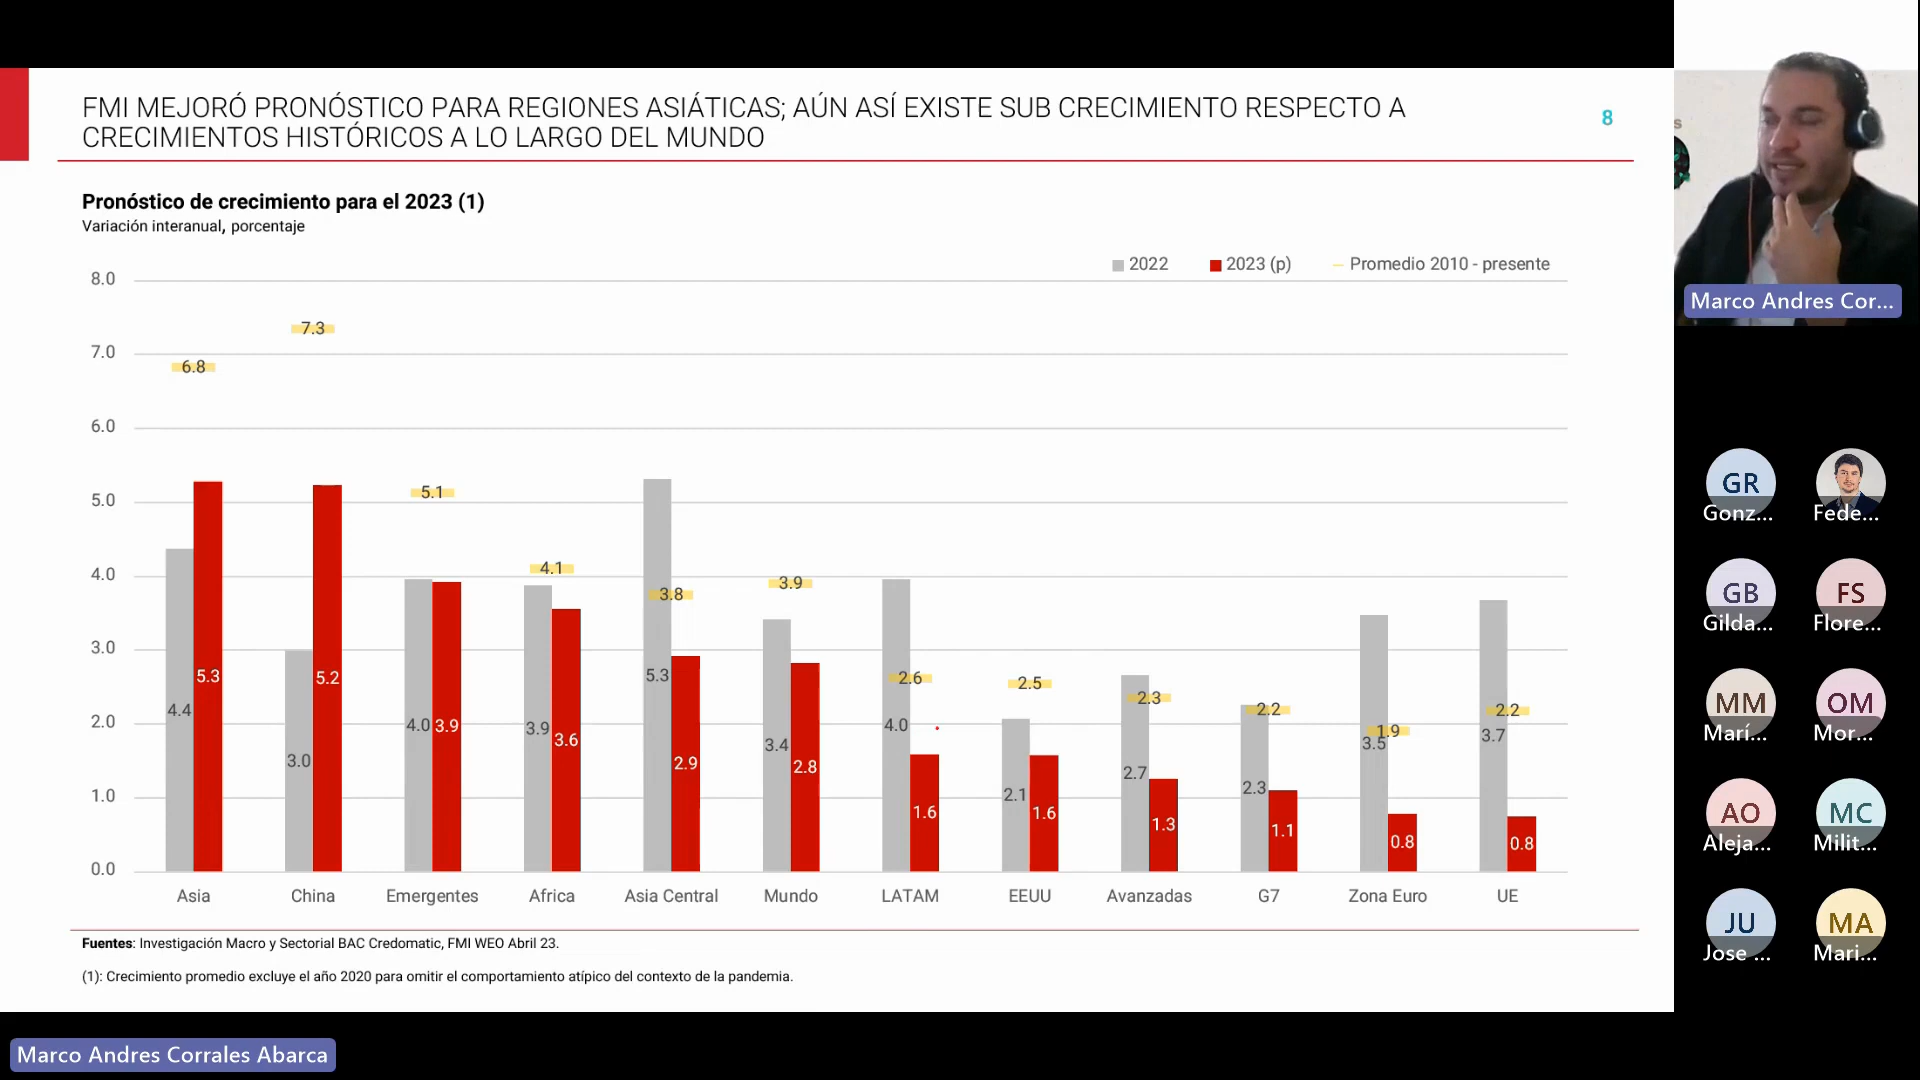 FMI MEJORÓ PRONÓSTICO PARA REGIONES ASIÁTICAS; AÚN ASÍ EXISTE SUB CRECIMIENTO RESPECTO A
CRECIMIENTOS HISTÓRICOS A LO LARGO DEL MUNDO
8
Pronóstico de crecimiento para el 2023 (1)
Variación interanual, porcentaje
2022 2023 (p) Promedio 2010 - presente
8.0
7.0
6.0
5.0
4.0
3.0
2.0
1.0
0.0
6.8 7.3 5.1 4.1 3.8 3.9 2.6 2.5 2.3 2.2 1.9 2.2
4.4 5.3
3.0 5.2
4.0 3.9
3.9 3.6
5.3 2.9
3.4 2.8
4.0 1.6
2.1 1.6
2.7 1.3
2.3 1.1
3.5 0.8
3.7 0.8
Asia China Emergentes Africa Asia Central Mundo LATAM EEUU Avanzadas G7 Zona Euro UE
Fuentes: Investigación Macro y Sectorial BAC Credomatic, FMI WEO Abril 23.
(1): Crecimiento promedio excluye el año 2020 para omitir el comportamiento atípico del contexto de la pandemia.
Marco Andres Corrales Abarca
s
Marco Andres Cor...
GR
Gonz...
Fede...
GB
Gilda...
FS
Flore...
MM
Marí...
OM
Mor...
AO
Aleja...
MC
Milit...
JU
Jose ...
MA
Mari...